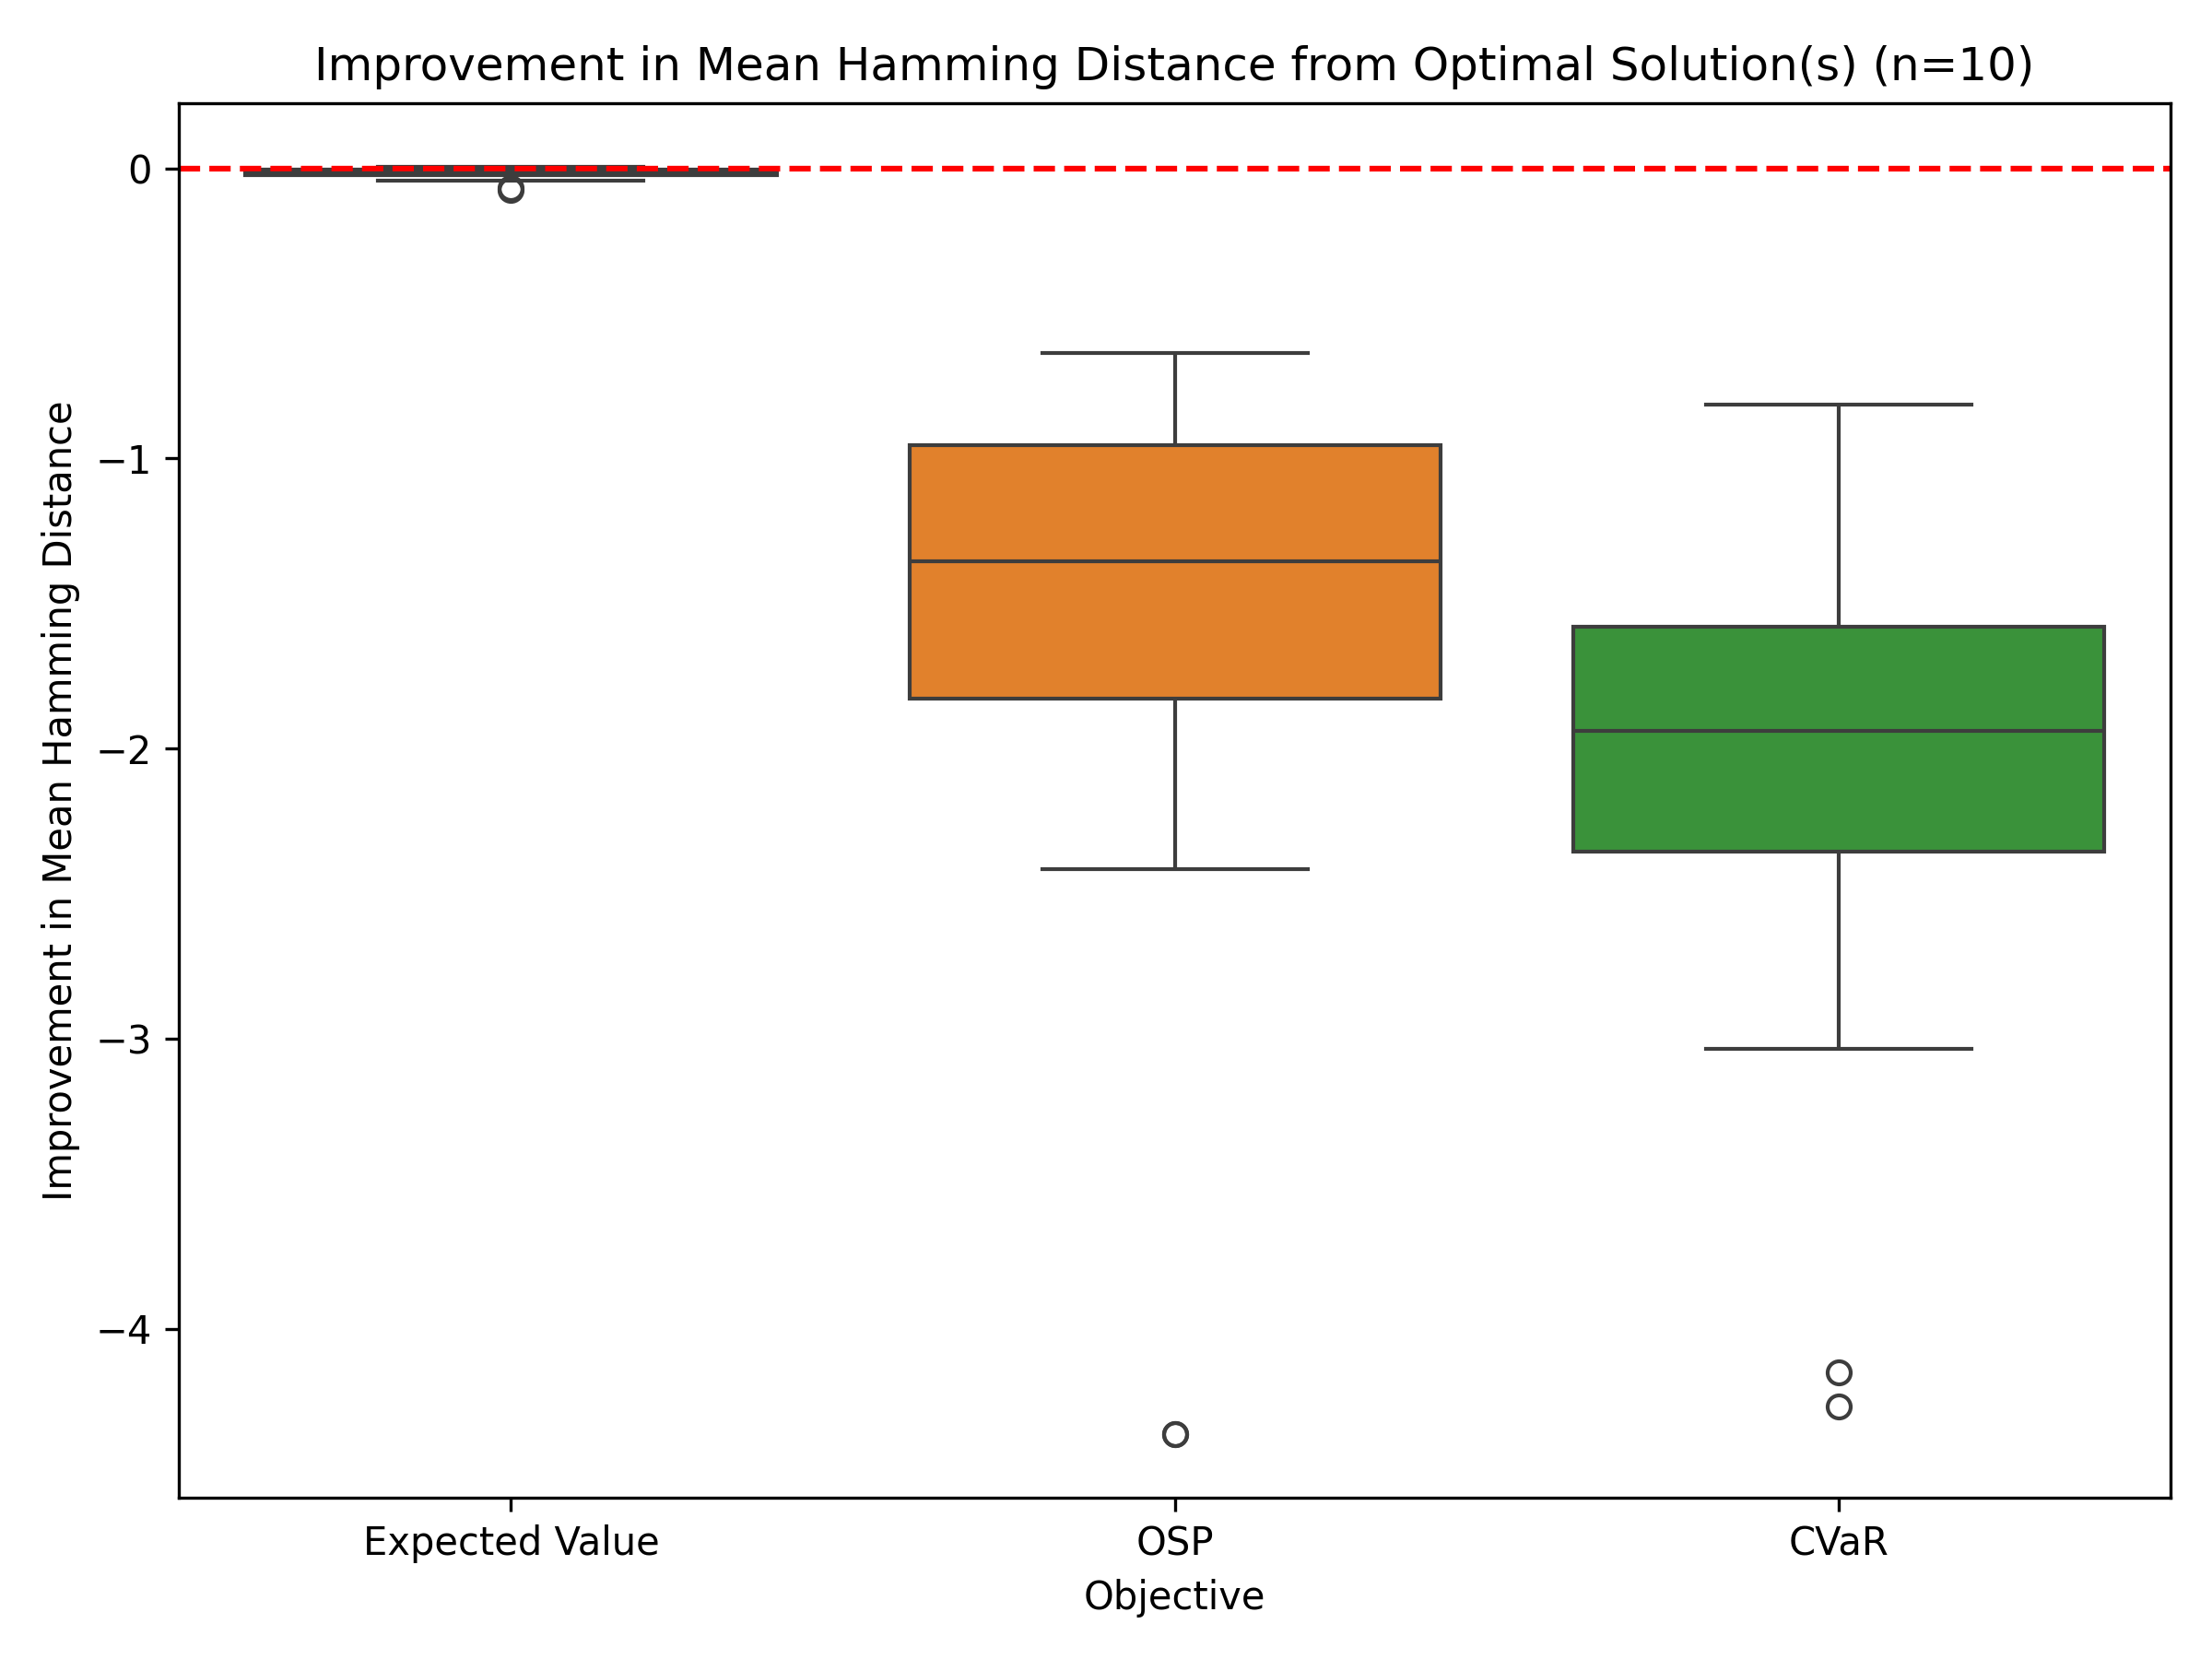 Improvement in Mean Hamming Distance from Optimal Solution(s) (n=10)
Improvement in Mean Hamming Distance
0
−1
−2
−3
−4
Expected Value
OSP
CVaR
Objective